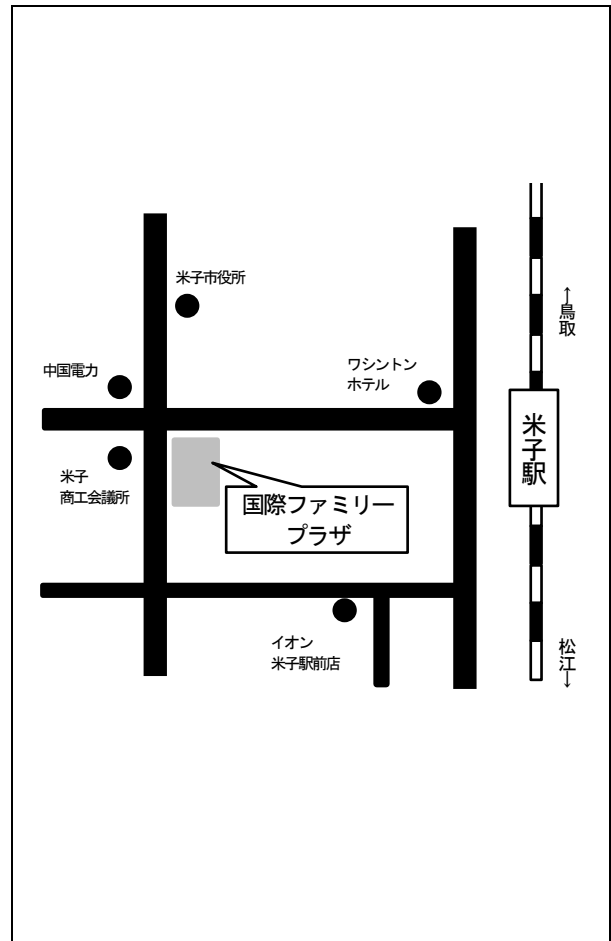 米子市役所
中国電力
ワシントン
ホテル
←鳥取
米子駅
米子
商工会議所
国際ファミリー
プラザ
イオン
米子駅前店
松江→